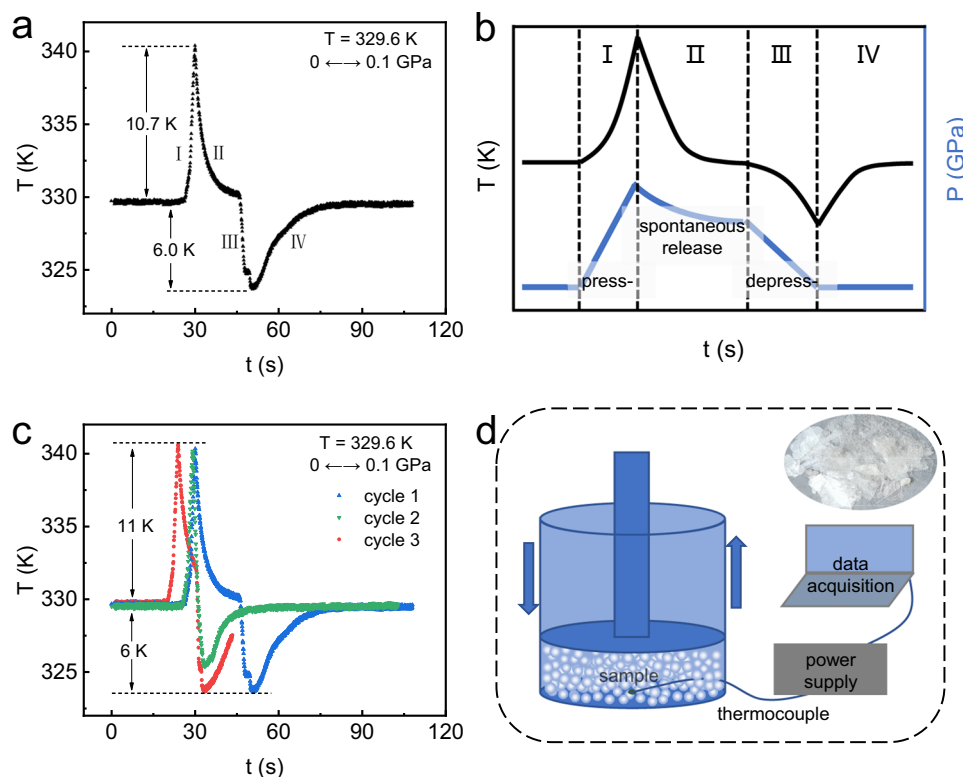 a
T = 329.6 K
0 ←→ 0.1 GPa
10.7 K
6.0 K
Ⅰ
Ⅱ
Ⅲ
Ⅳ
340
335
330
325
T (K)
0
30
60
90
120
t (s)
b
Ⅰ
Ⅱ
Ⅲ
Ⅳ
spontaneous
release
press-
depress-
T (K)
P (GPa)
t (s)
c
T = 329.6 K
0 ←→ 0.1 GPa
cycle 1
cycle 2
cycle 3
11 K
6 K
340
335
330
325
T (K)
0
30
60
90
120
t (s)
d
data
acquisition
power
supply
sample
thermocouple